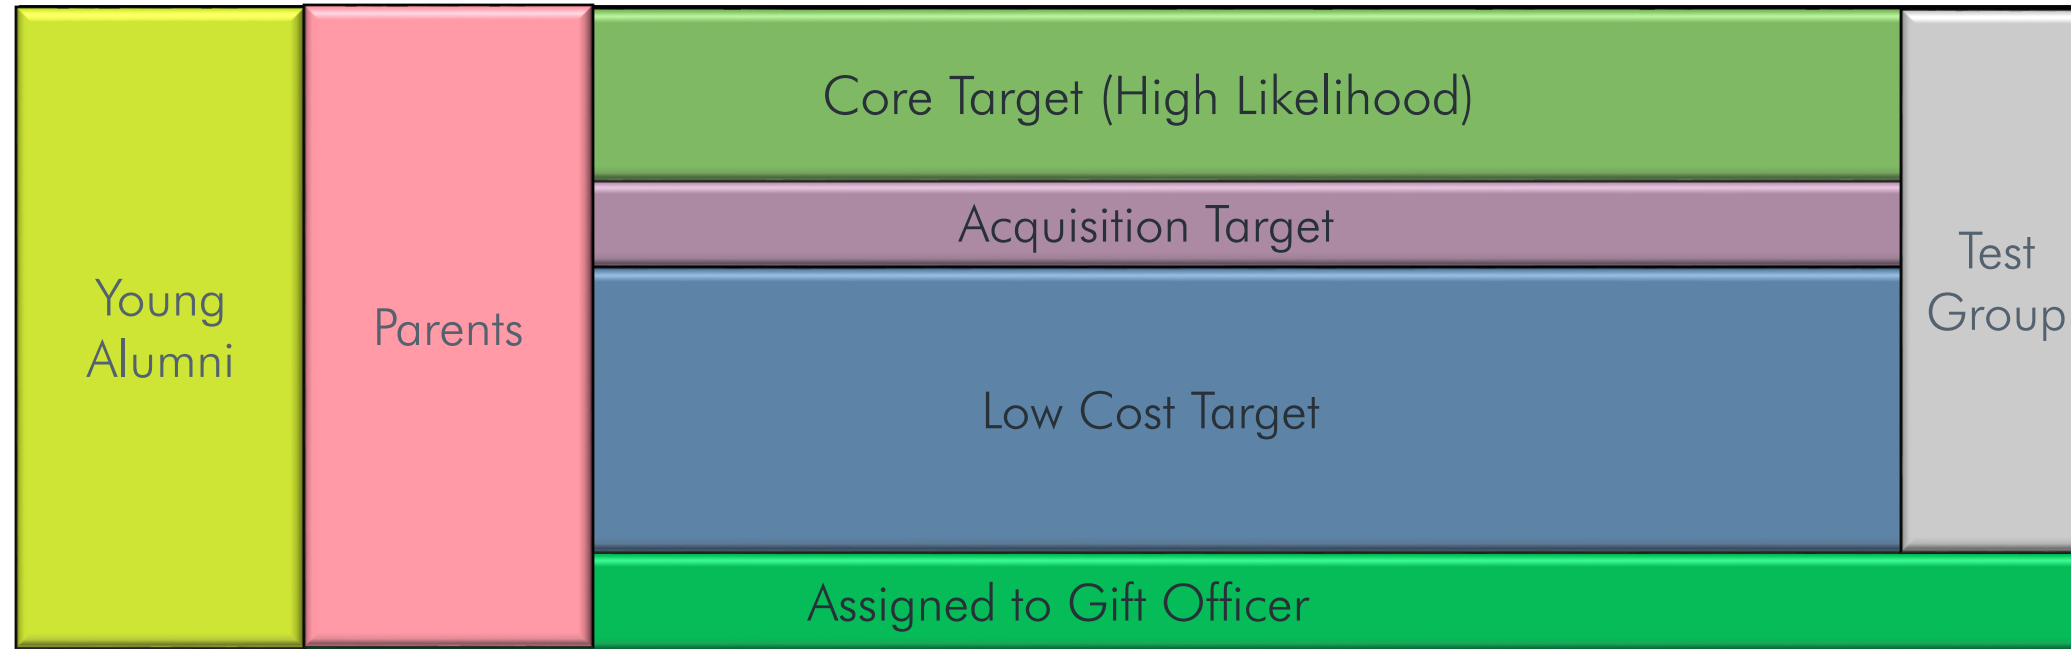 Young
Alumni
Parents
Core Target (High Likelihood)
Acquisition Target
Low Cost Target
Assigned to Gift Officer
Test
Group